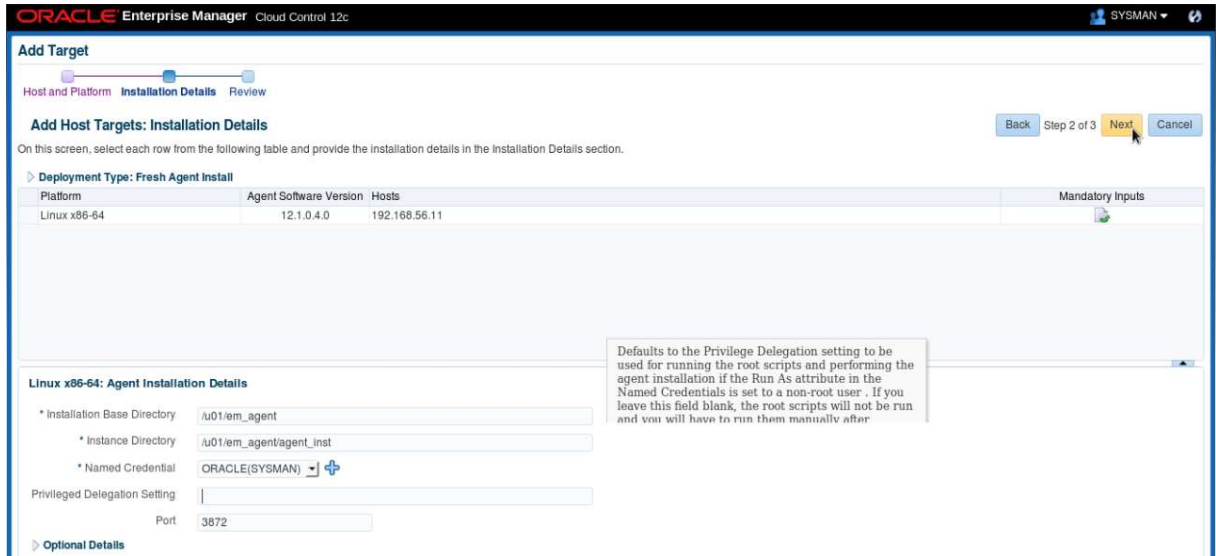 ORACLE Enterprise Manager Cloud Control 12c SYSMAN
Add Target
Host and Platform Installation Details Review
Add Host Targets: Installation Details
Back Step 2 of 3 Next Cancel
On this screen, select each row from the following table and provide the installation details in the Installation Details section.
Deployment Type: Fresh Agent Install
Platform Agent Software Version Hosts Mandatory Inputs
Linux x86-64 12.1.0.4.0 192.168.56.11
Defaults to the Privilege Delegation setting to be
used for running the root scripts and performing the
agent installation if the Run As attribute in the
Named Credentials is set to a non-root user . If you
leave this field blank, the root scripts will not be run
and you will have to run them manually after
Linux x86-64: Agent Installation Details
* Installation Base Directory /u01/em_agent
* Instance Directory /u01/em_agent/agent_inst
* Named Credential ORACLE(SYSMAN)
Privileged Delegation Setting
Port 3872
Optional Details